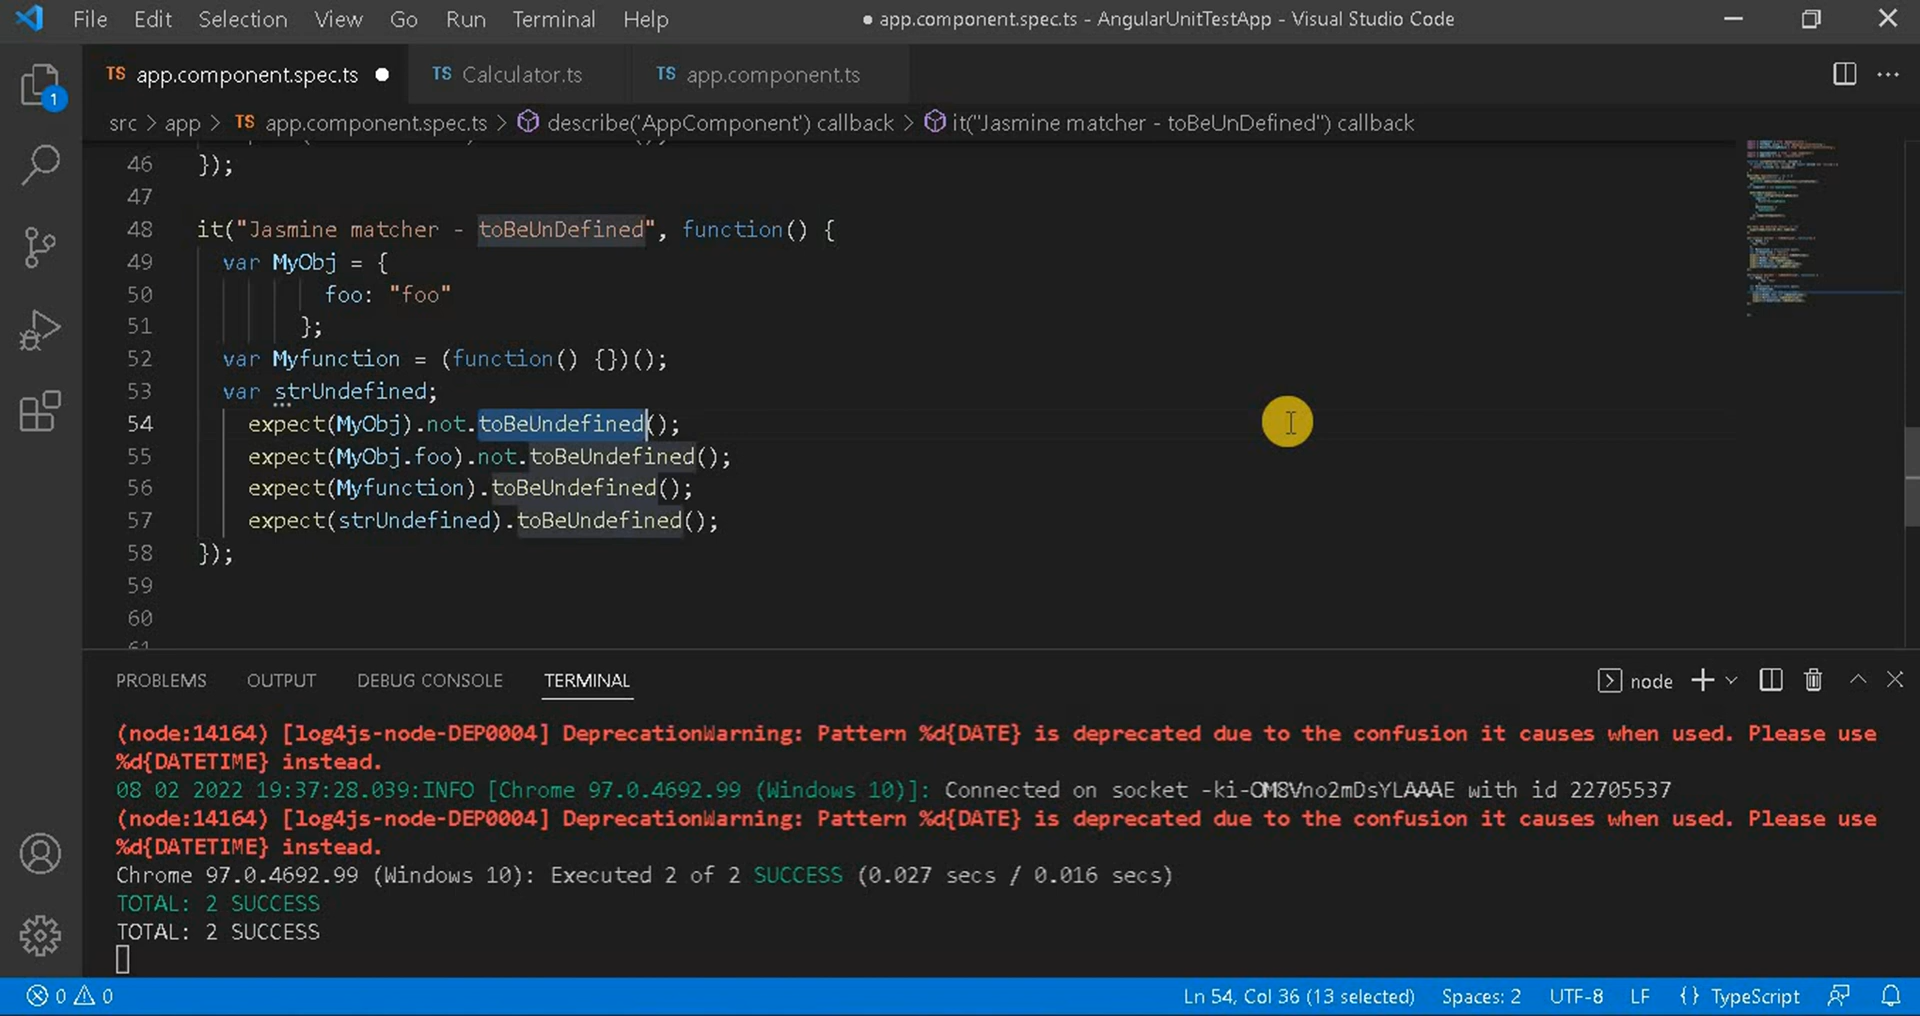 File Edit Selection View Go Run Terminal Help ● app.component.spec.ts - AngularUnitTestApp - Visual Studio Code
TS app.component.spec.ts ● TS Calculator.ts TS app.component.ts
src > app > TS app.component.spec.ts > describe('AppComponent') callback > it("Jasmine matcher - toBeUnDefined") callback
1
46 });
47
48 it("Jasmine matcher - toBeUnDefined", function() {
49 var MyObj = {
50 foo: "foo"
51 };
52 var Myfunction = (function() {})();
53 var strUndefined;
54 expect(MyObj).not.toBeUndefined();
55 expect(MyObj.foo).not.toBeUndefined();
56 expect(Myfunction).toBeUndefined();
57 expect(strUndefined).toBeUndefined();
58 });
59
60
61
PROBLEMS OUTPUT DEBUG CONSOLE TERMINAL node
(node:14164) [log4js-node-DEP0004] DeprecationWarning: Pattern %d{DATE} is deprecated due to the confusion it causes when used. Please use
%d{DATETIME} instead.
08 02 2022 19:37:28.039:INFO [Chrome 97.0.4692.99 (Windows 10)]: Connected on socket -ki-OM8Vno2mDsYLAAAE with id 22705537
(node:14164) [log4js-node-DEP0004] DeprecationWarning: Pattern %d{DATE} is deprecated due to the confusion it causes when used. Please use
%d{DATETIME} instead.
Chrome 97.0.4692.99 (Windows 10): Executed 2 of 2 SUCCESS (0.027 secs / 0.016 secs)
TOTAL: 2 SUCCESS
TOTAL: 2 SUCCESS
0 0 Ln 54, Col 36 (13 selected) Spaces: 2 UTF-8 LF {} TypeScript